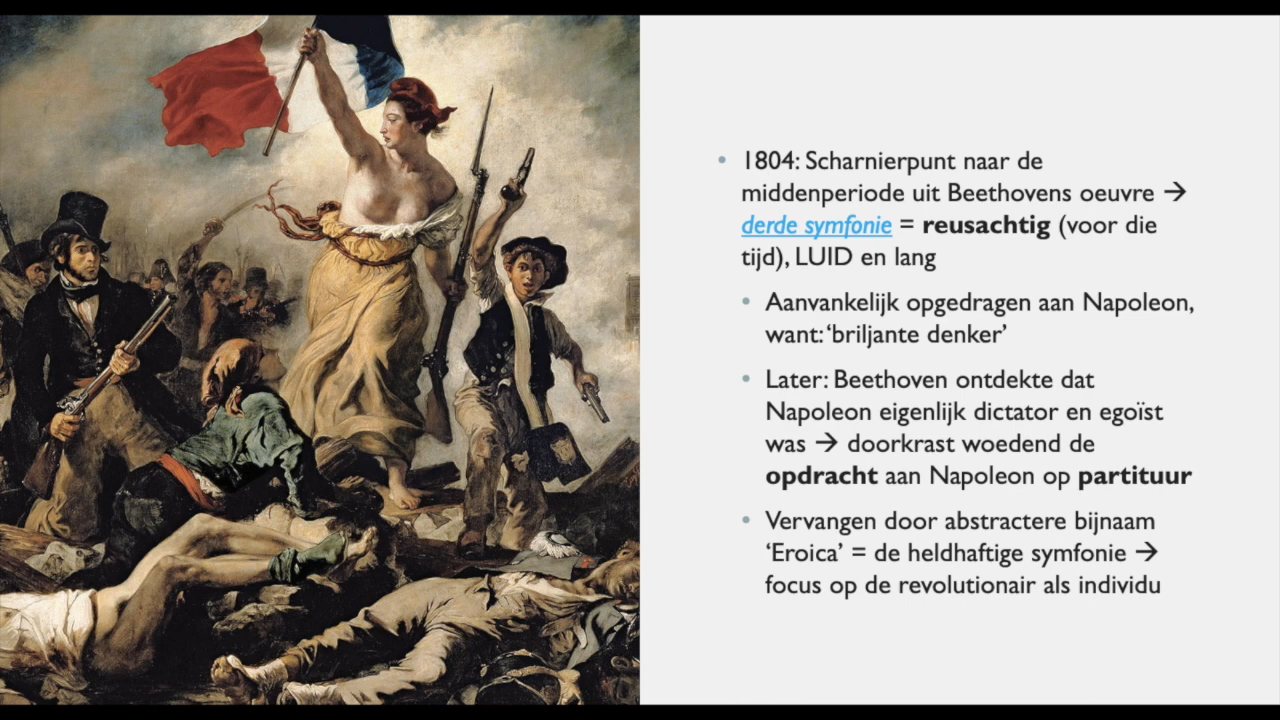 • 1804: Scharnierpunt naar de
middenperiode uit Beethovens oeuvre →
derde symfonie = reusachtig (voor die
tijd), LUID en lang
• Aanvankelijk opgedragen aan Napoleon,
want: ‘briljante denker’
• Later: Beethoven ontdekte dat
Napoleon eigenlijk dictator en egoïst
was → doorkrast woedend de
opdracht aan Napoleon op partituur
• Vervangen door abstractere bijnaam
‘Eroica’ = de heldhaftige symfonie →
focus op de revolutionair als individu